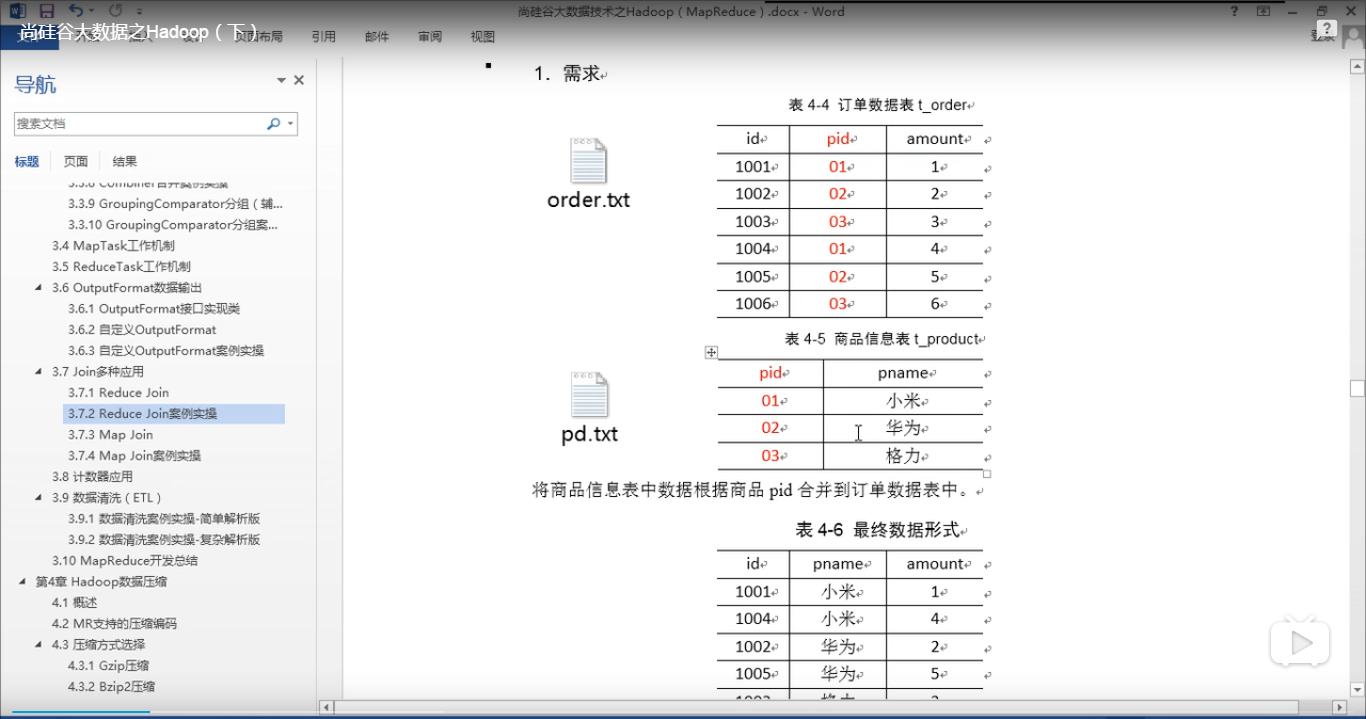 尚硅谷大数据技术之Hadoop（MapReduce）.docx - Word
尚硅谷大数据之Hadoop（下）
页面布局
引用
邮件
审阅
视图
登录
导航
搜索文档
标题
页面
结果
3.3.8 Combiner合并案例实操
3.3.9 GroupingComparator分组（辅...
3.3.10 GroupingComparator分组案...
3.4 MapTask工作机制
3.5 ReduceTask工作机制
3.6 OutputFormat数据输出
3.6.1 OutputFormat接口实现类
3.6.2 自定义OutputFormat
3.6.3 自定义OutputFormat案例实操
3.7 Join多种应用
3.7.1 Reduce Join
3.7.2 Reduce Join案例实操
3.7.3 Map Join
3.7.4 Map Join案例实操
3.8 计数器应用
3.9 数据清洗（ETL）
3.9.1 数据清洗案例实操-简单解析版
3.9.2 数据清洗案例实操-复杂解析版
3.10 MapReduce开发总结
第4章 Hadoop数据压缩
4.1 概述
4.2 MR支持的压缩编码
4.3 压缩方式选择
4.3.1 Gzip压缩
4.3.2 Bzip2压缩
1. 需求
表 4-4 订单数据表 t_order
order.txt
id pid amount
1001 01 1
1002 02 2
1003 03 3
1004 01 4
1005 02 5
1006 03 6
表 4-5 商品信息表 t_product
pd.txt
pid pname
01 小米
02 华为
03 格力
将商品信息表中数据根据商品 pid 合并到订单数据表中。
表 4-6 最终数据形式
id pname amount
1001 小米 1
1004 小米 4
1002 华为 2
1005 华为 5
1003 格力 3